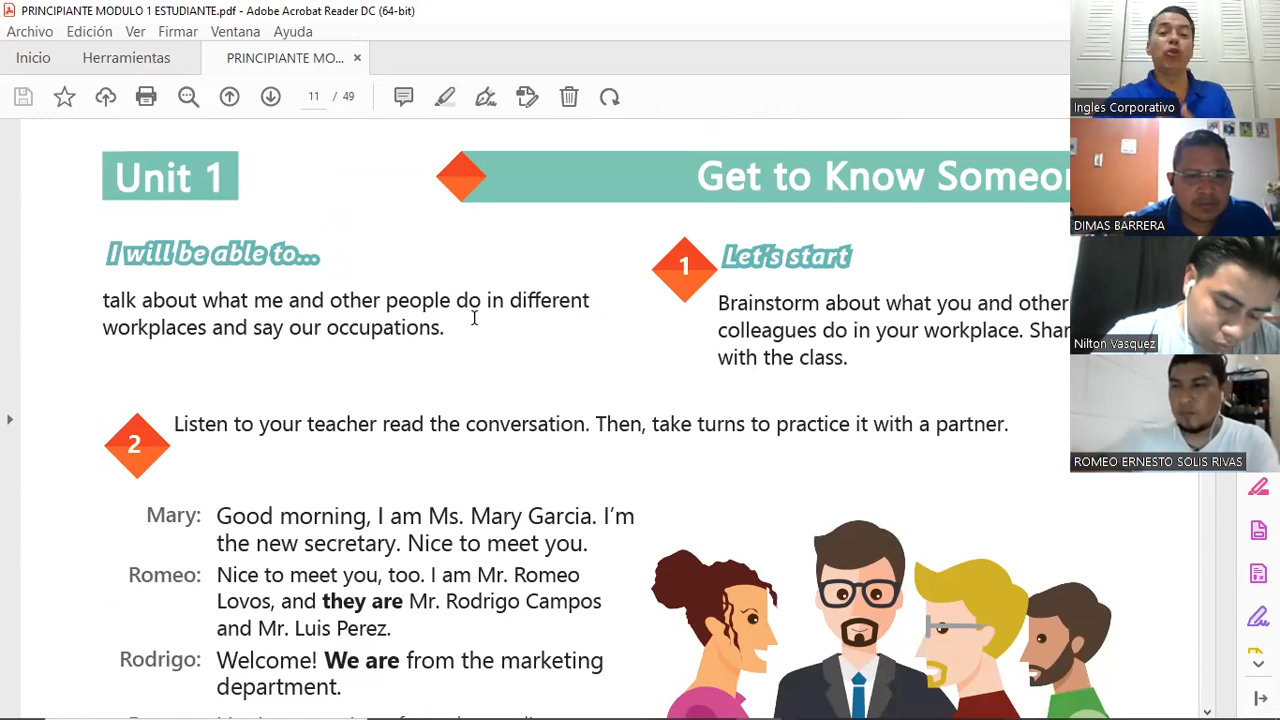 PRINCIPIANTE MODULO 1 ESTUDIANTE.pdf - Adobe Acrobat Reader DC (64-bit)
Archivo Edición Ver Firmar Ventana Ayuda
Inicio Herramientas PRINCIPIANTE MO... ×
11 / 49
Unit 1
Get to Know Someon
I will be able to...
talk about what me and other people do in different
workplaces and say our occupations.
1
Let's start
Brainstorm about what you and other
colleagues do in your workplace. Shar
with the class.
2
Listen to your teacher read the conversation. Then, take turns to practice it with a partner.
Mary: Good morning, I am Ms. Mary Garcia. I'm
the new secretary. Nice to meet you.
Romeo: Nice to meet you, too. I am Mr. Romeo
Lovos, and they are Mr. Rodrigo Campos
and Mr. Luis Perez.
Rodrigo: Welcome! We are from the marketing
department.
Ingles Corporativo
DIMAS BARRERA
Nilton Vasquez
ROMEO ERNESTO SOLIS RIVAS